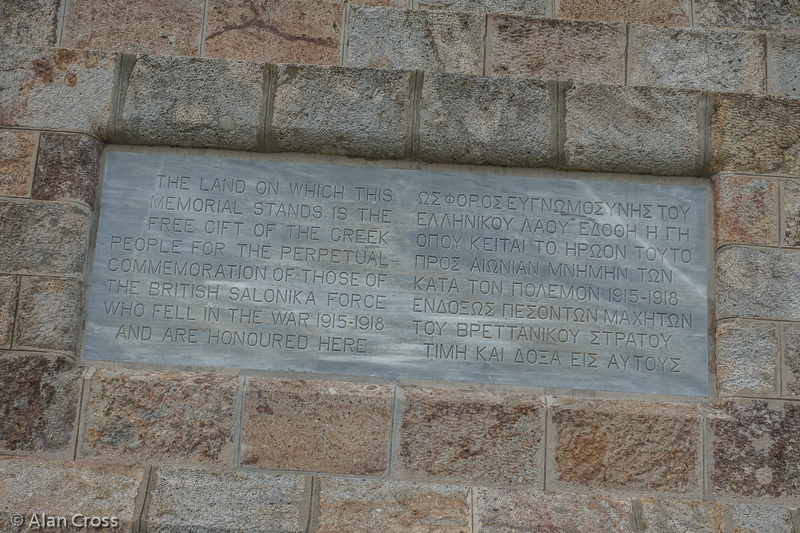 THE LAND ON WHICH THIS
MEMORIAL STANDS IS THE
FREE GIFT OF THE GREEK
PEOPLE FOR THE PERPETUAL
COMMEMORATION OF THOSE OF
THE BRITISH SALONIKA FORCE
WHO FELL IN THE WAR 1915-1918
AND ARE HONOURED HERE
ΩΣ ΦΟΡΟΣ ΕΥΓΝΩΜΟΣΥΝΗΣ ΤΟΥ
ΕΛΛΗΝΙΚΟΥ ΛΑΟΥ ΕΔΟΘΗ Η ΓΗ
ΟΠΟΥ ΚΕΙΤΑΙ ΤΟ ΗΡΩΟΝ ΤΟΥΤΟ
ΠΡΟΣ ΑΙΩΝΙΑΝ ΜΝΗΜΗΝ ΤΩΝ
ΚΑΤΑ ΤΟΝ ΠΟΛΕΜΟΝ 1915-1918
ΕΝΔΟΞΩΣ ΠΕΣΟΝΤΩΝ ΜΑΧΗΤΩΝ
ΤΟΥ ΒΡΕΤΤΑΝΙΚΟΥ ΣΤΡΑΤΟΥ
ΤΙΜΗ ΚΑΙ ΔΟΞΑ ΕΙΣ ΑΥΤΟΥΣ
© Alan Cross